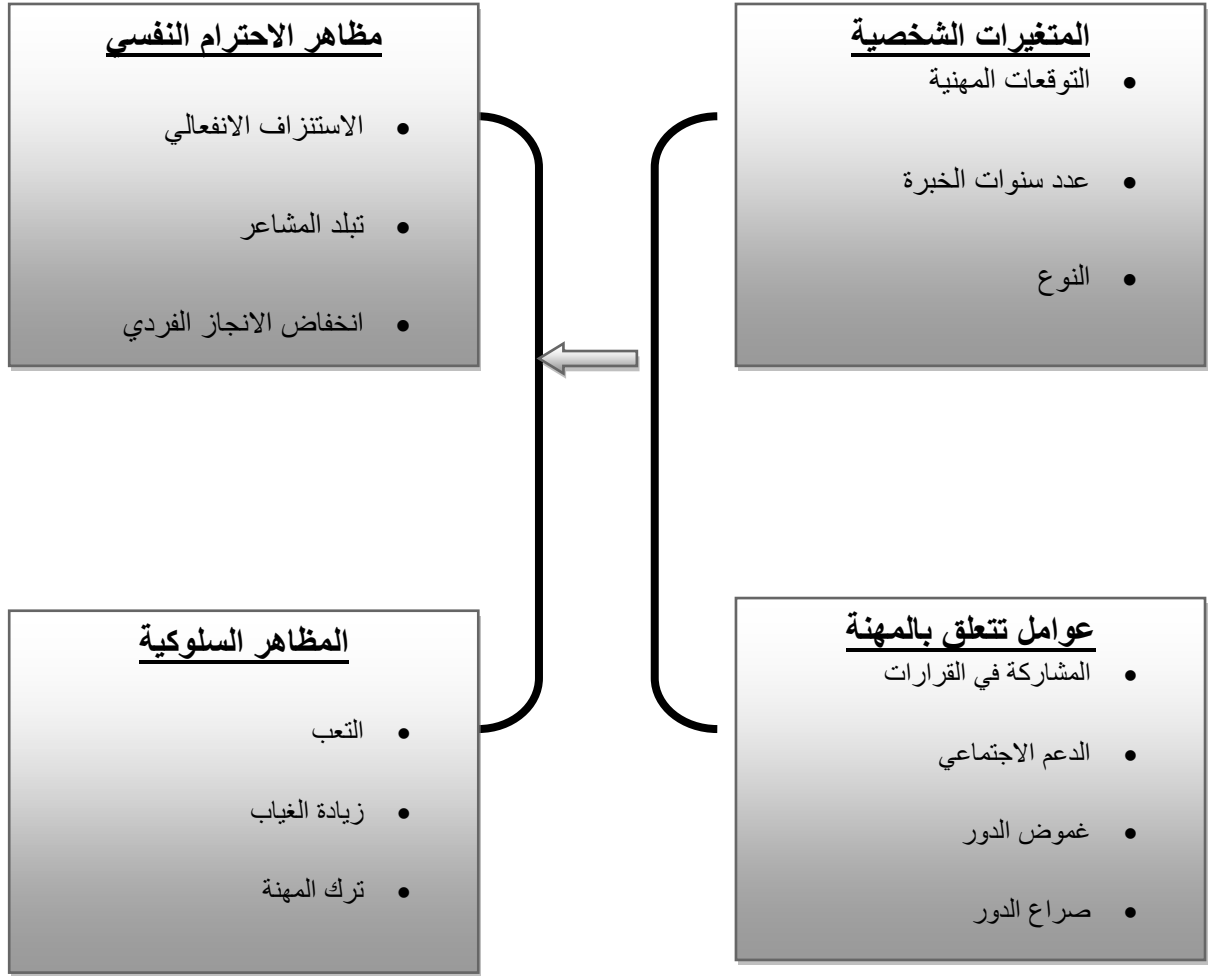 المتغيرات الشخصية
• التوقعات المهنية
• عدد سنوات الخبرة
• النوع
مظاهر الاحترام النفسي
• الاستنزاف الانفعالي
• تبلد المشاعر
• انخفاض الانجاز الفردي
عوامل تتعلق بالمهنة
• المشاركة في القرارات
• الدعم الاجتماعي
• غموض الدور
• صراع الدور
المظاهر السلوكية
• التعب
• زيادة الغياب
• ترك المهنة